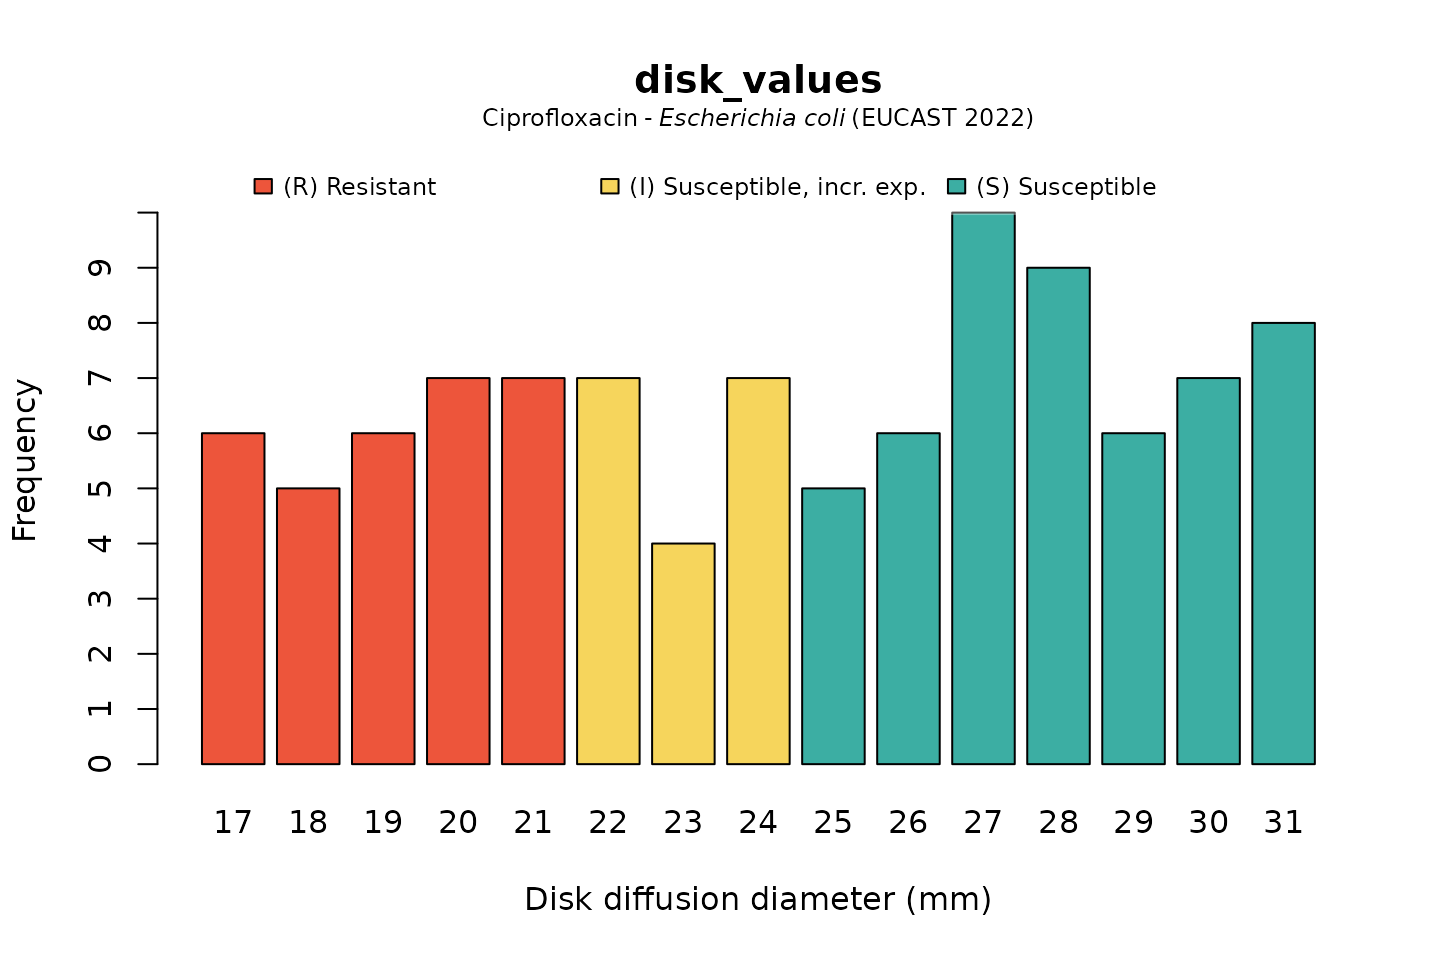 disk_values
Ciprofloxacin - Escherichia coli (EUCAST 2022)
(R) Resistant (I) Susceptible, incr. exp. (S) Susceptible
Frequency
9
8
7
6
5
4
3
2
1
0
17 18 19 20 21 22 23 24 25 26 27 28 29 30 31
Disk diffusion diameter (mm)